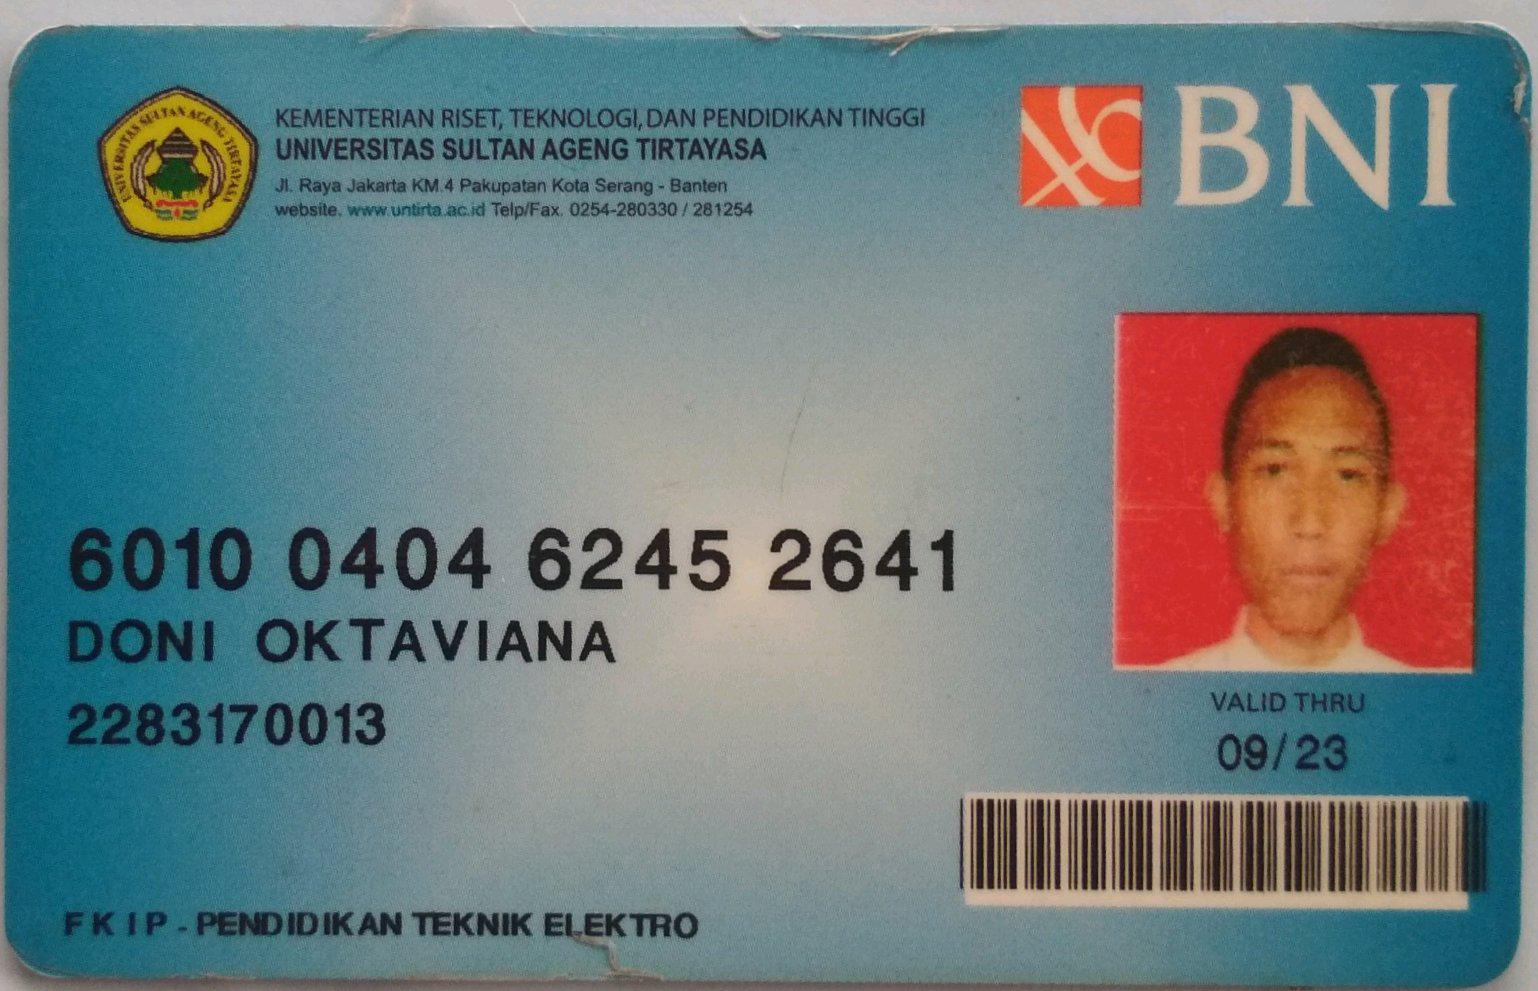 UNIVERSITAS SULTAN AGENG TIRTAYASA
KEMENTERIAN RISET, TEKNOLOGI, DAN PENDIDIKAN TINGGI
UNIVERSITAS SULTAN AGENG TIRTAYASA
Jl. Raya Jakarta KM.4 Pakupatan Kota Serang - Banten
website. www.untirta.ac.id Telp/Fax. 0254-280330 / 281254
BNI
6010 0404 6245 2641
DONI OKTAVIANA
2283170013
VALID THRU
09/23
FKIP - PENDIDIKAN TEKNIK ELEKTRO